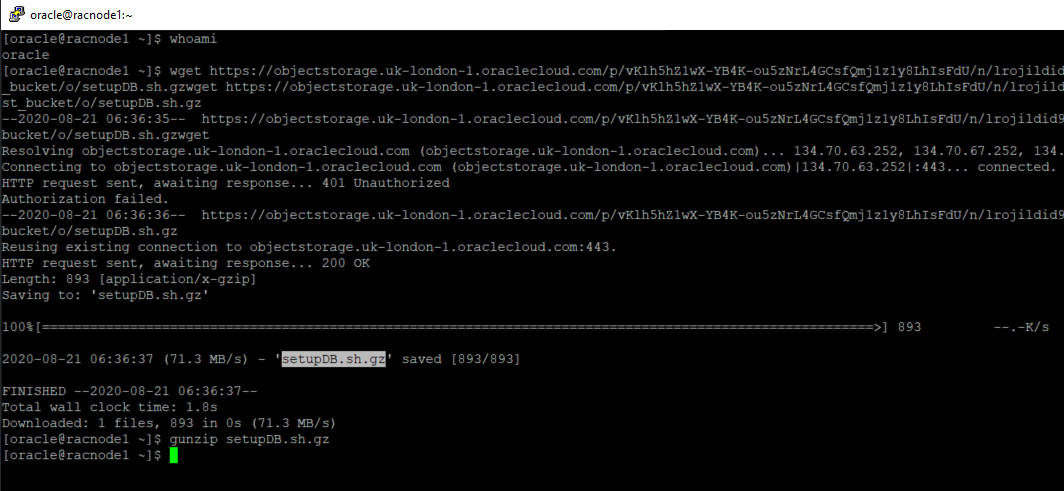 oracle@racnode1:~
[oracle@racnode1 ~]$ whoami
oracle
[oracle@racnode1 ~]$ wget https://objectstorage.uk-london-1.oraclecloud.com/p/vKlh5hZ1wX-YB4K-ou5zNrL4GCsfQmj1z1y8LhIsFdU/n/lrojildid
_bucket/o/setupDB.sh.gzwget https://objectstorage.uk-london-1.oraclecloud.com/p/vKlh5hZ1wX-YB4K-ou5zNrL4GCsfQmj1z1y8LhIsFdU/n/lrojildid
st_bucket/o/setupDB.sh.gz
--2020-08-21 06:36:35--  https://objectstorage.uk-london-1.oraclecloud.com/p/vKlh5hZ1wX-YB4K-ou5zNrL4GCsfQmj1z1y8LhIsFdU/n/lrojildid9
bucket/o/setupDB.sh.gzwget
Resolving objectstorage.uk-london-1.oraclecloud.com (objectstorage.uk-london-1.oraclecloud.com)... 134.70.63.252, 134.70.67.252, 134.
Connecting to objectstorage.uk-london-1.oraclecloud.com (objectstorage.uk-london-1.oraclecloud.com)|134.70.63.252|:443... connected.
HTTP request sent, awaiting response... 401 Unauthorized
Authorization failed.
--2020-08-21 06:36:36--  https://objectstorage.uk-london-1.oraclecloud.com/p/vKlh5hZ1wX-YB4K-ou5zNrL4GCsfQmj1z1y8LhIsFdU/n/lrojildid9
bucket/o/setupDB.sh.gz
Reusing existing connection to objectstorage.uk-london-1.oraclecloud.com:443.
HTTP request sent, awaiting response... 200 OK
Length: 893 [application/x-gzip]
Saving to: 'setupDB.sh.gz'
100%[========================================================================================================>] 893         --.-K/s
2020-08-21 06:36:37 (71.3 MB/s) - 'setupDB.sh.gz' saved [893/893]
FINISHED --2020-08-21 06:36:37--
Total wall clock time: 1.8s
Downloaded: 1 files, 893 in 0s (71.3 MB/s)
[oracle@racnode1 ~]$ gunzip setupDB.sh.gz
[oracle@racnode1 ~]$